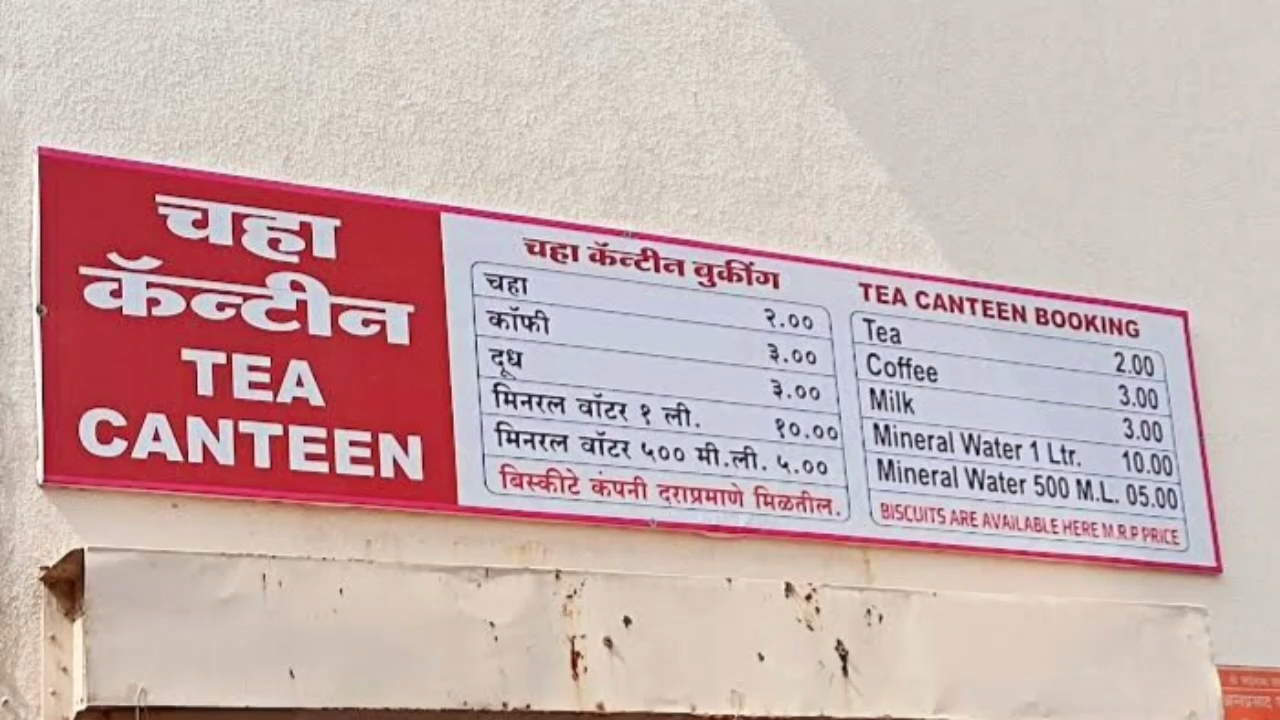 चहा
कॅन्टीन
TEA
CANTEEN
चहा कॅन्टीन बुकींग
चहा २.००
कॉफी ३.००
दूध ३.००
मिनरल वॉटर १ ली. १०.००
मिनरल वॉटर ५०० मी.ली. ५.००
बिस्कीटे कंपनी दराप्रमाणे मिळतील.
TEA CANTEEN BOOKING
Tea 2.00
Coffee 3.00
Milk 3.00
Mineral Water 1 Ltr. 10.00
Mineral Water 500 M.L. 05.00
BISCUITS ARE AVAILABLE HERE M.R.P PRICE